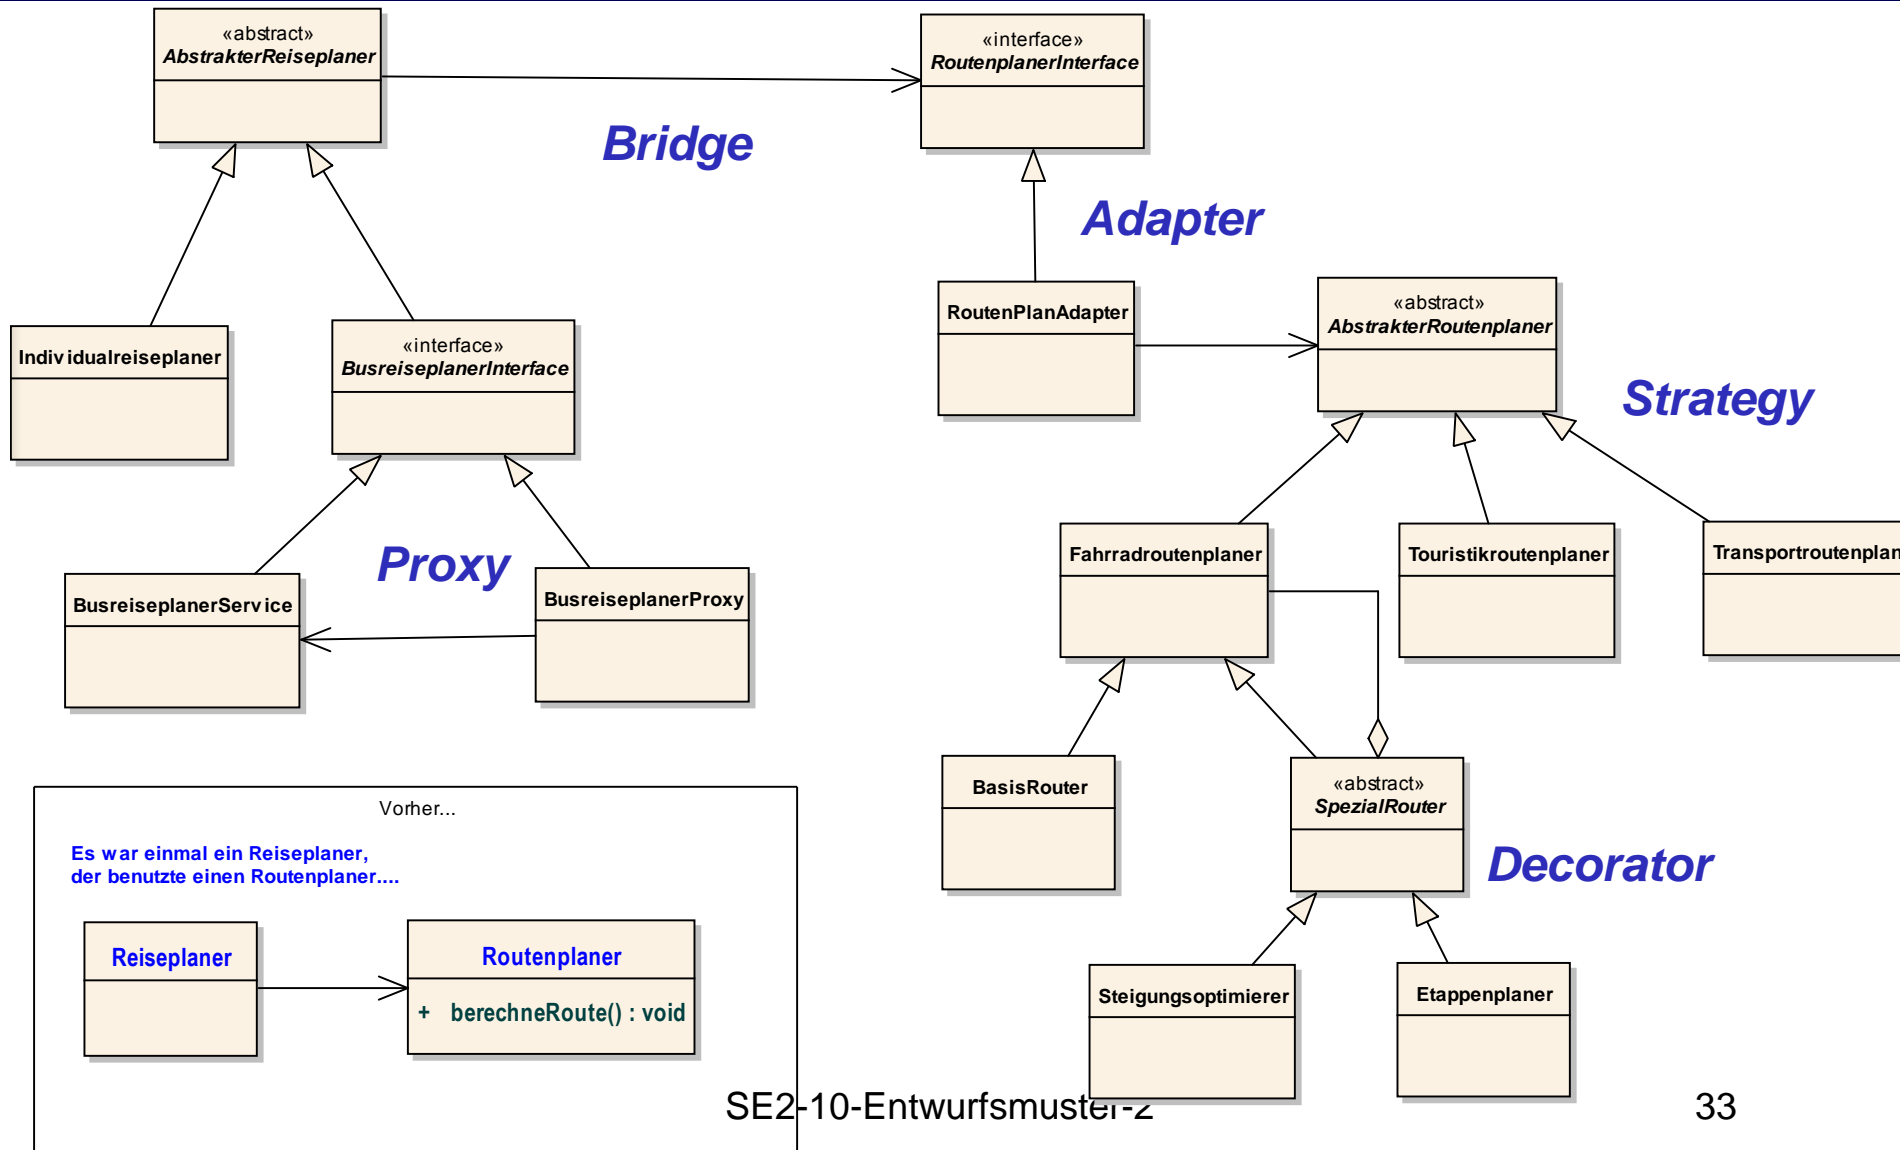 «abstract»
AbstrakterReiseplaner
«interface»
RoutenplanerInterface
Bridge
Adapter
Individualreiseplaner
«interface»
BusreiseplanerInterface
RoutenPlanAdapter
«abstract»
AbstrakterRoutenplaner
Strategy
Proxy
BusreiseplanerService
BusreiseplanerProxy
Fahrradroutenplaner
Touristikroutenplaner
Transportroutenplan
BasisRouter
«abstract»
SpezialRouter
Decorator
Steigungsoptimierer
Etappenplaner
Vorher...
Es war einmal ein Reiseplaner,
der benutzte einen Routenplaner....
Reiseplaner
Routenplaner
+ berechneRoute() : void
SE2-10-Entwurfsmuster-2
33